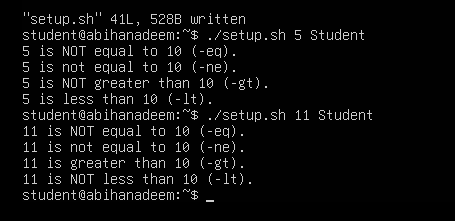 "setup.sh" 41L, 528B written
student@abihanadeem:~$ ./setup.sh 5 Student
5 is NOT equal to 10 (-eq).
5 is not equal to 10 (-ne).
5 is NOT greater than 10 (-gt).
5 is less than 10 (-lt).
student@abihanadeem:~$ ./setup.sh 11 Student
11 is NOT equal to 10 (-eq).
11 is not equal to 10 (-ne).
11 is greater than 10 (-gt).
11 is NOT less than 10 (-lt).
student@abihanadeem:~$ _